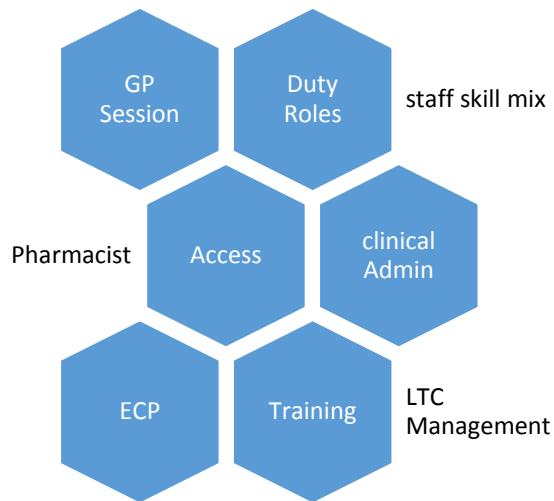 GP
Session
Duty
Roles
staff skill mix
Pharmacist
Access
clinical
Admin
ECP
Training
LTC
Management